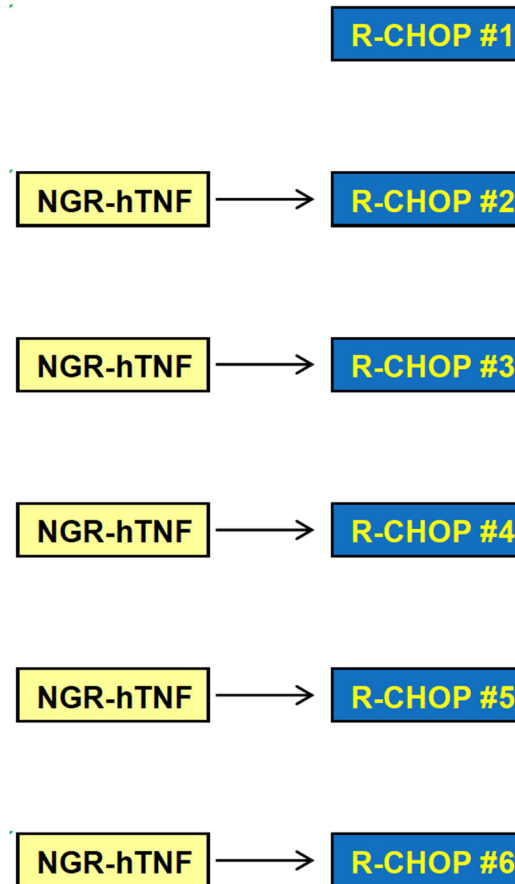 R-CHOP #1
NGR-hTNF R-CHOP #2
NGR-hTNF R-CHOP #3
NGR-hTNF R-CHOP #4
NGR-hTNF R-CHOP #5
NGR-hTNF R-CHOP #6